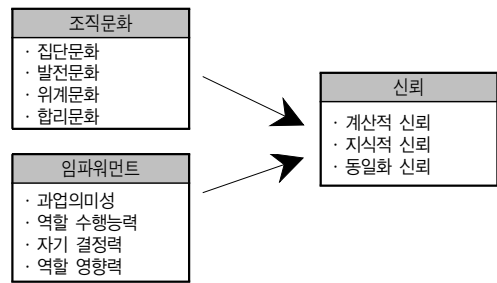 조직문화
· 집단문화
· 발전문화
· 위계문화
· 합리문화
임파워먼트
· 과업의미성
· 역할 수행능력
· 자기 결정력
· 역할 영향력
신뢰
· 계산적 신뢰
· 지식적 신뢰
· 동일화 신뢰